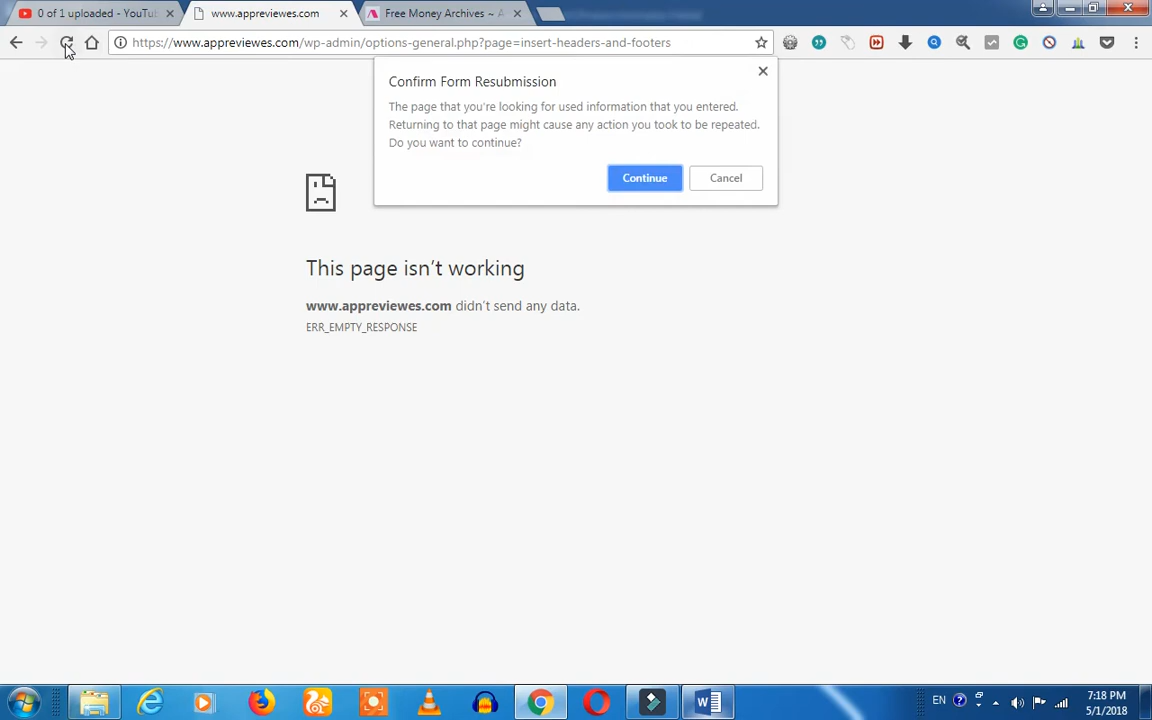 0 of 1 uploaded - YouTu
www.appreviewes.com
Free Money Archives ~ A
https://www.appreviewes.com/wp-admin/options-general.php?page=insert-headers-and-footers
Confirm Form Resubmission
The page that you're looking for used information that you entered.
Returning to that page might cause any action you took to be repeated.
Do you want to continue?
Continue
Cancel
This page isn't working
www.appreviewes.com didn't send any data.
ERR_EMPTY_RESPONSE
EN
7:18 PM
5/1/2018